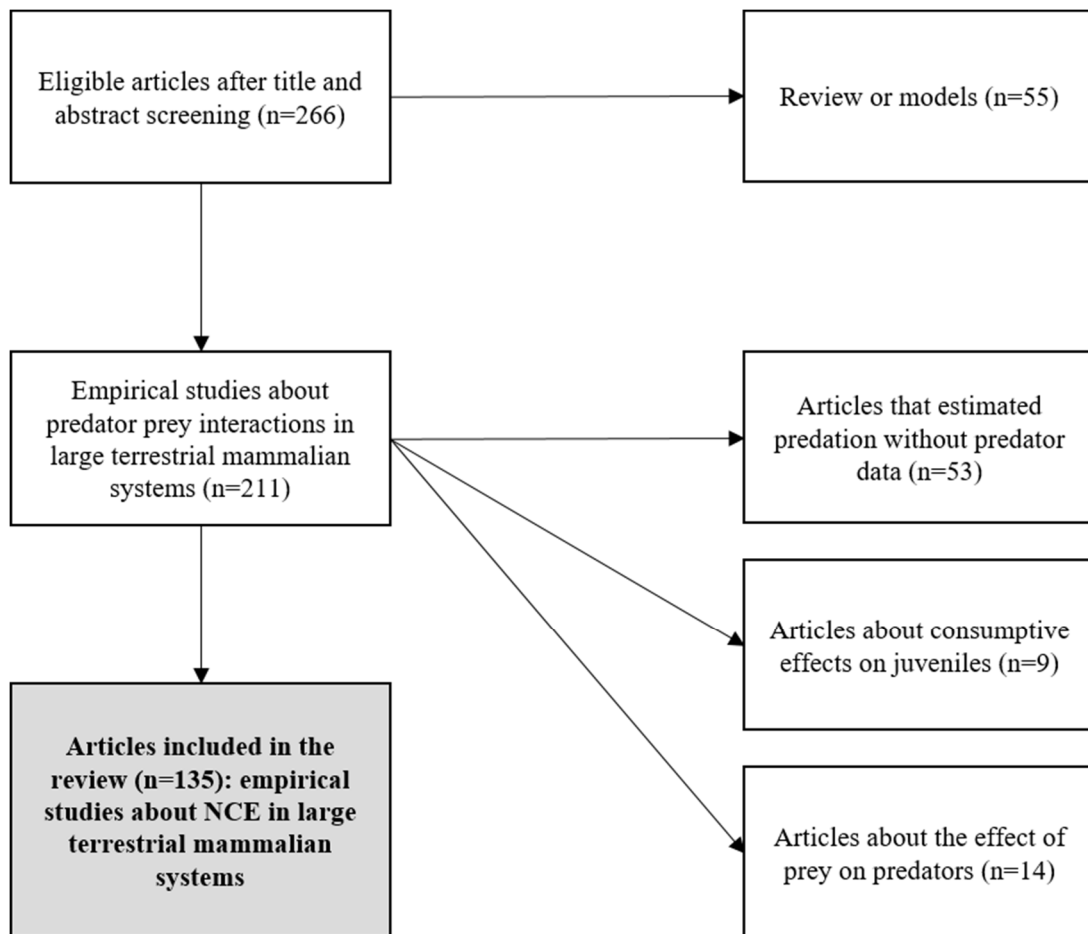 Eligible articles after title and
abstract screening (n=266)
Review or models (n=55)
Empirical studies about
predator prey interactions in
large terrestrial mammalian
systems (n=211)
Articles that estimated
predation without predator
data (n=53)
Articles about consumptive
effects on juveniles (n=9)
Articles included in the
review (n=135): empirical
studies about NCE in large
terrestrial mammalian
systems
Articles about the effect of
prey on predators (n=14)